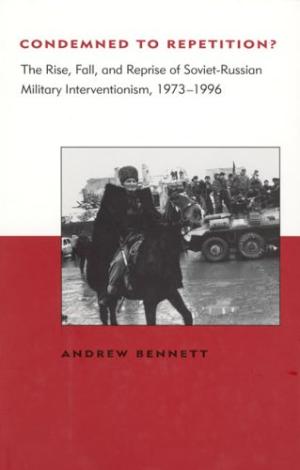 CONDEMNED TO REPETITION?
The Rise, Fall, and Reprise of Soviet-Russian
Military Interventionism, 1973–1996
ANDREW BENNETT